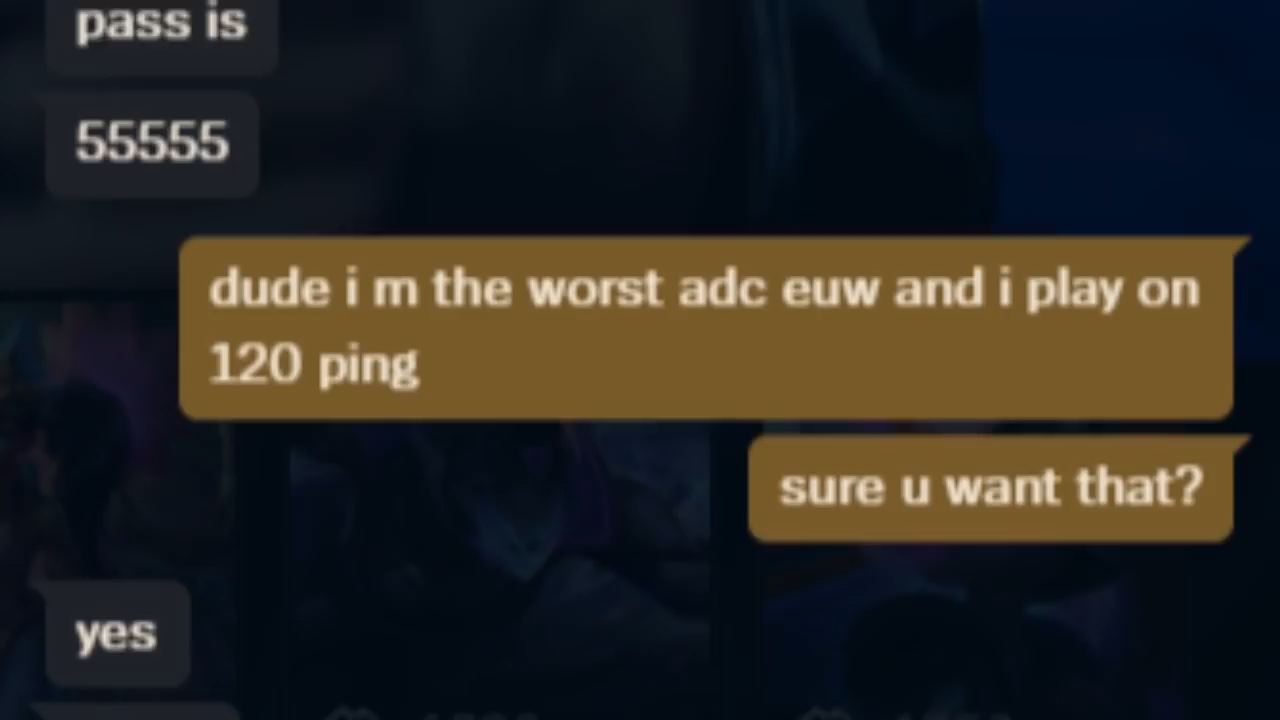 pass is
55555
dude i m the worst adc euw and i play on
120 ping
sure u want that?
yes